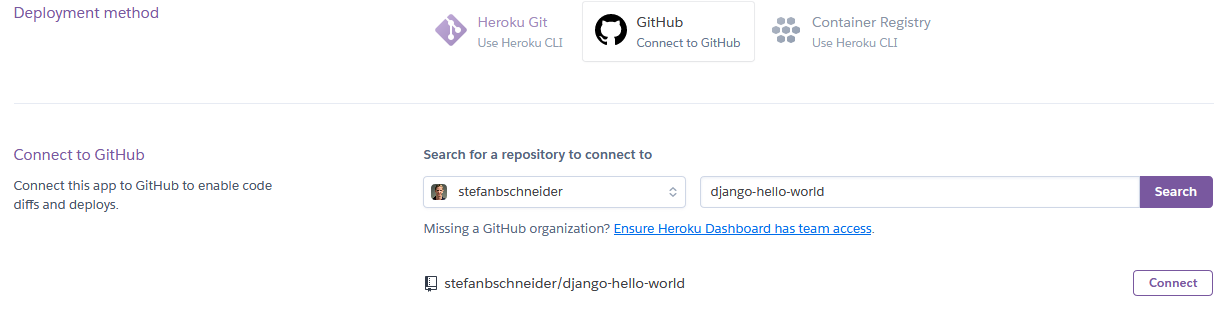 Deployment method
Heroku Git
Use Heroku CLI
GitHub
Connect to GitHub
Container Registry
Use Heroku CLI
Connect to GitHub
Connect this app to GitHub to enable code
diffs and deploys.
Search for a repository to connect to
stefanbschneider
django-hello-world
Search
Missing a GitHub organization? Ensure Heroku Dashboard has team access.
stefanbschneider/django-hello-world
Connect